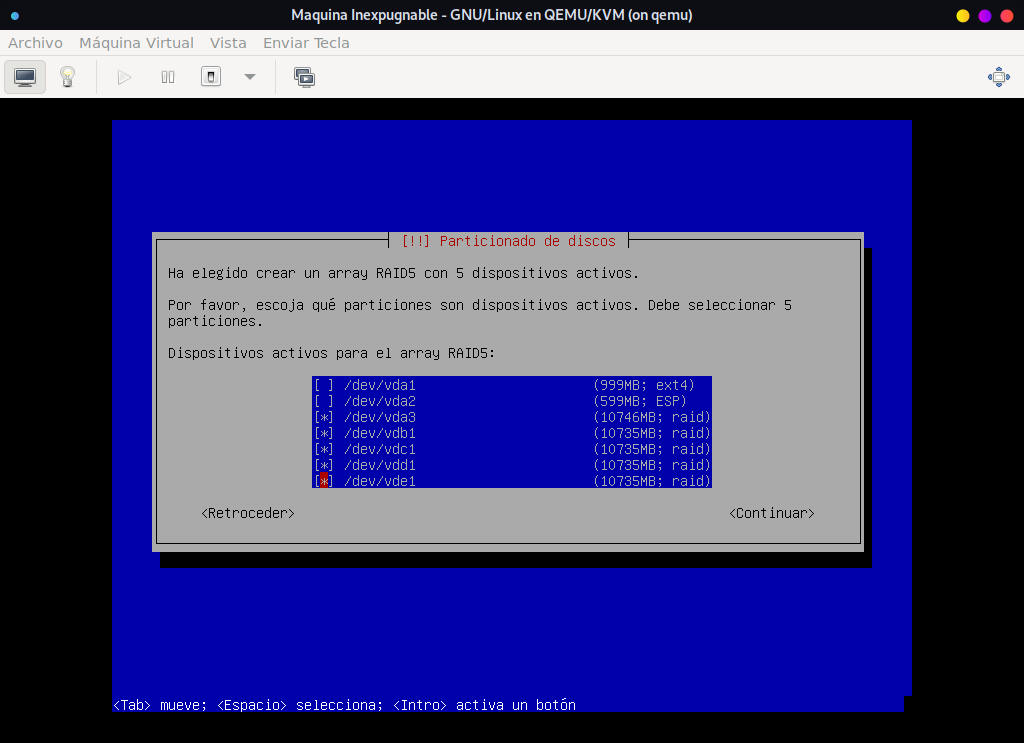 Maquina Inexpugnable - GNU/Linux en QEMU/KVM (on qemu)
Archivo Máquina Virtual Vista Enviar Tecla
[!!] Particionado de discos
Ha elegido crear un array RAID5 con 5 dispositivos activos.
Por favor, escoja qué particiones son dispositivos activos. Debe seleccionar 5
particiones.
Dispositivos activos para el array RAID5:
[ ] /dev/vda1 (999MB; ext4)
[ ] /dev/vda2 (599MB; ESP)
[*] /dev/vda3 (10746MB; raid)
[*] /dev/vdb1 (10735MB; raid)
[*] /dev/vdc1 (10735MB; raid)
[*] /dev/vdd1 (10735MB; raid)
[*] /dev/vde1 (10735MB; raid)
<Retroceder> <Continuar>
<Tab> mueve; <Espacio> selecciona; <Intro> activa un botón